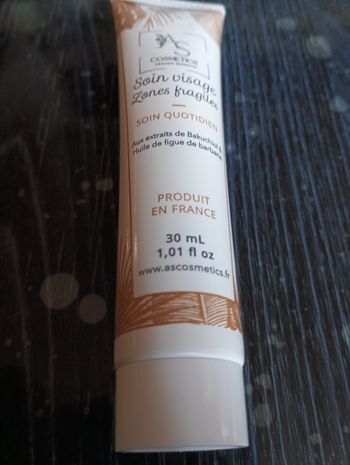 AS
COSMETICS
Soin visage
Zones fragiles
SOIN QUOTIDIEN
Aux extraits de Bakuchiol &
Huile de figue de barbarie
PRODUIT
EN FRANCE
30 mL
1,01 fl oz
www.ascosmetics.fr